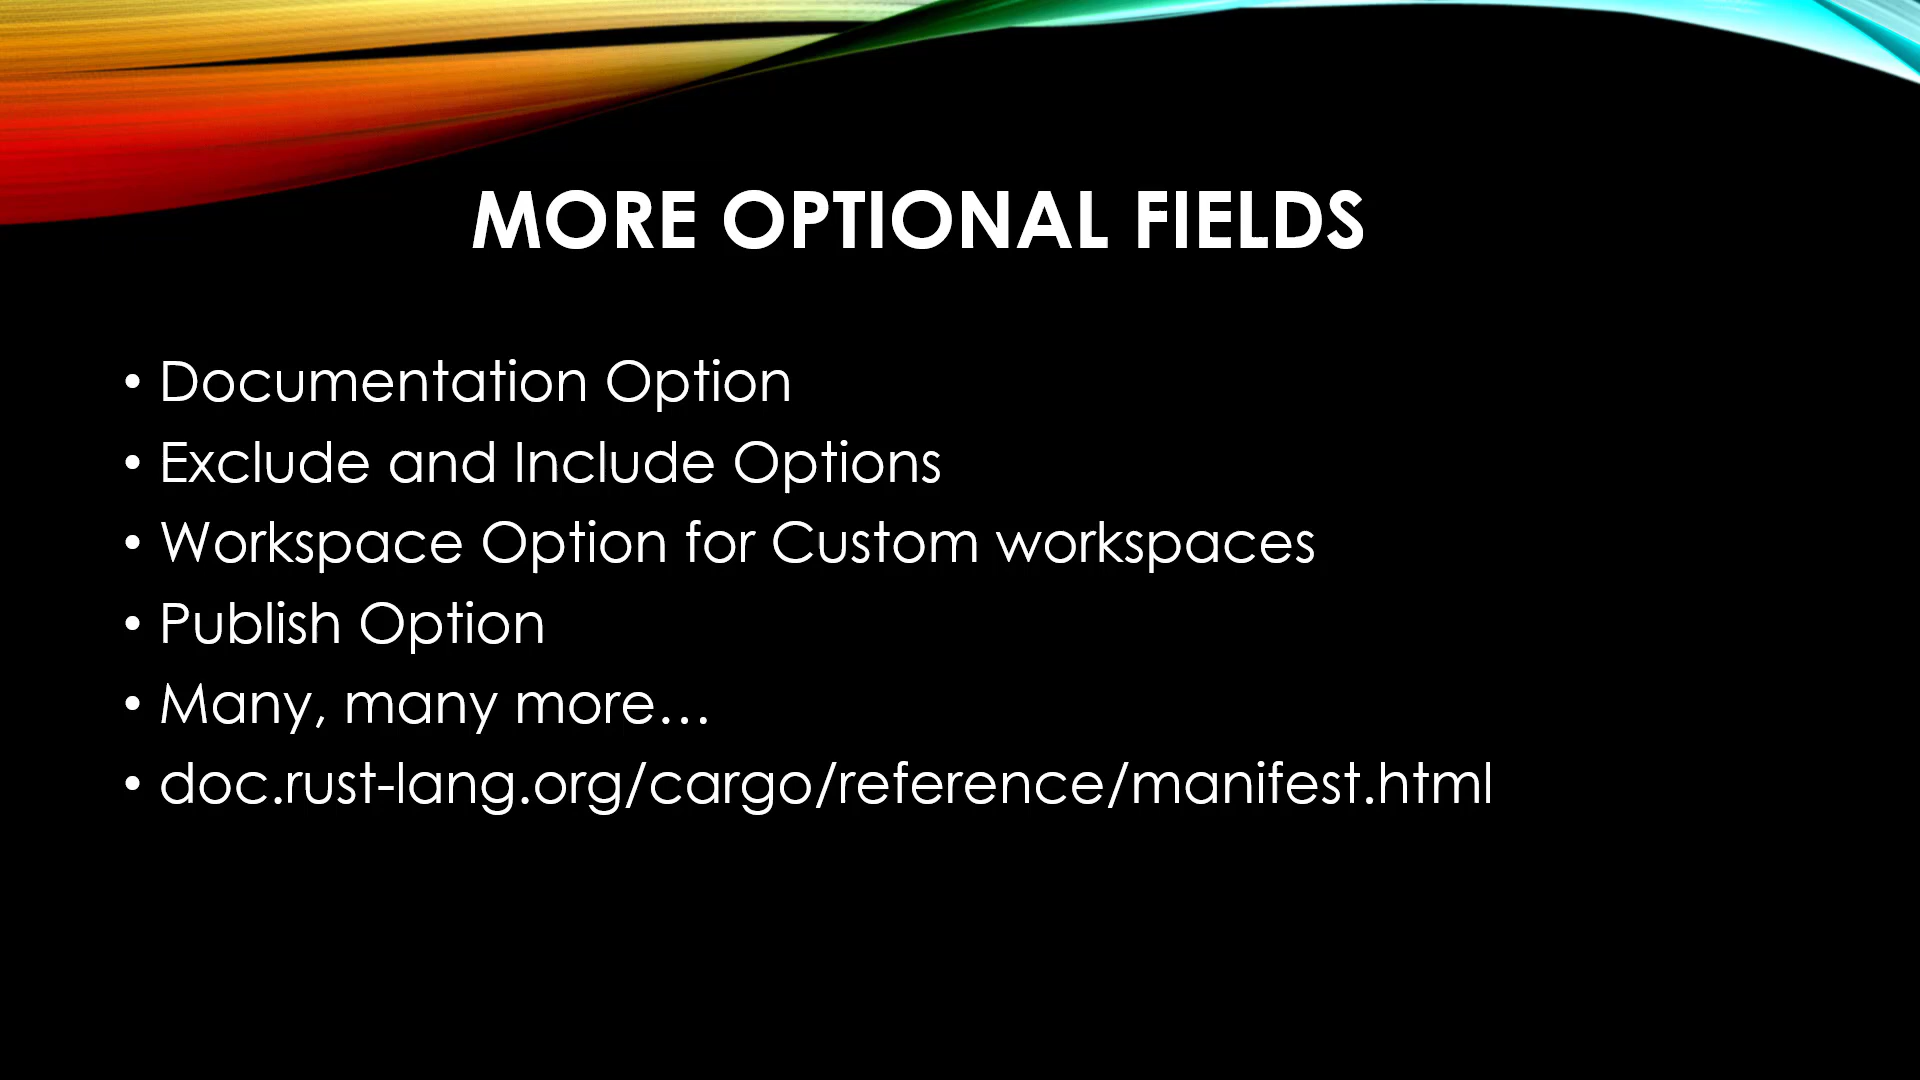 MORE OPTIONAL FIELDS
• Documentation Option
• Exclude and Include Options
• Workspace Option for Custom workspaces
• Publish Option
• Many, many more…
• doc.rust-lang.org/cargo/reference/manifest.html